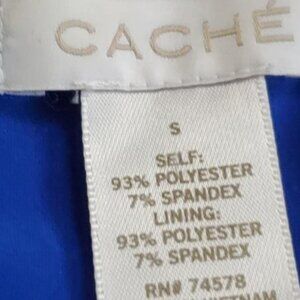 CACHÉ
S
SELF:
93% POLYESTER
7% SPANDEX
LINING:
93% POLYESTER
7% SPANDEX
RN# 74578